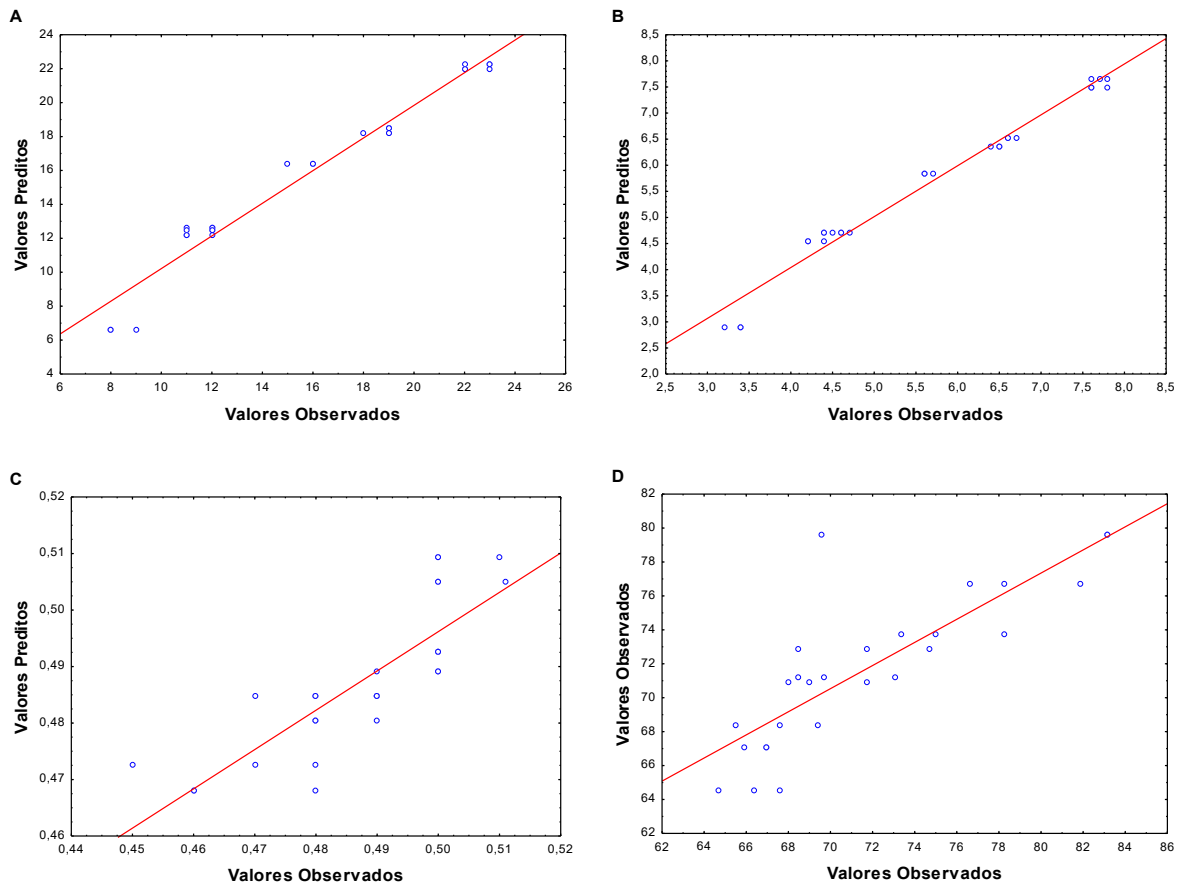 A
24
22
20
18
16
14
12
10
8
6
4
6 8 10 12 14 16 18 20 22 24 26
Valores Preditos
Valores Observados
B
8,5
8,0
7,5
7,0
6,5
6,0
5,5
5,0
4,5
4,0
3,5
3,0
2,5
2,0
2,5 3,0 3,5 4,0 4,5 5,0 5,5 6,0 6,5 7,0 7,5 8,0 8,5
Valores Preditos
Valores Observados
C
0,52
0,51
0,50
0,49
0,48
0,47
0,46
0,44 0,45 0,46 0,47 0,48 0,49 0,50 0,51 0,52
Valores Preditos
Valores Observados
D
82
80
78
76
74
72
70
68
66
64
62
62 64 66 68 70 72 74 76 78 80 82 84 86
Valores Observados
Valores Observados